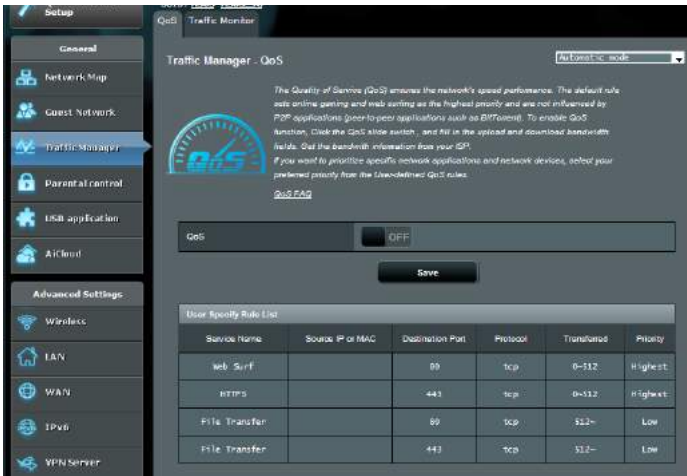 Setup
QoS Traffic Monitor
General
Network Map
Guest Network
Traffic Manager
Parental control
USB application
AiCloud
Advanced Settings
Wireless
LAN
WAN
IPv6
VPN Server
Traffic Manager - QoS
Automatic mode
The Quality of Service (QoS) ensures the network's speed performance. The default rule
sets online gaming and web surfing as the highest priority and are not influenced by
P2P applications (peer-to-peer applications such as BitTorrent). To enable QoS
function, Click the QoS slide switch , and fill in the upload and download bandwidth
fields. Get the bandwith information from your ISP.
If you want to prioritize specific network applications and network devices, select your
preferred priority from the User-defined QoS rules.
QoS FAQ
QoS
QoS OFF
Save
User Specify Rule List
Service Name Source IP or MAC Destination Port Protocol Transferred Priority
Web Surf 80 tcp 0~512 Highest
HTTPS 443 tcp 0~512 Highest
File Transfer 80 tcp 512~ Low
File Transfer 443 tcp 512~ Low